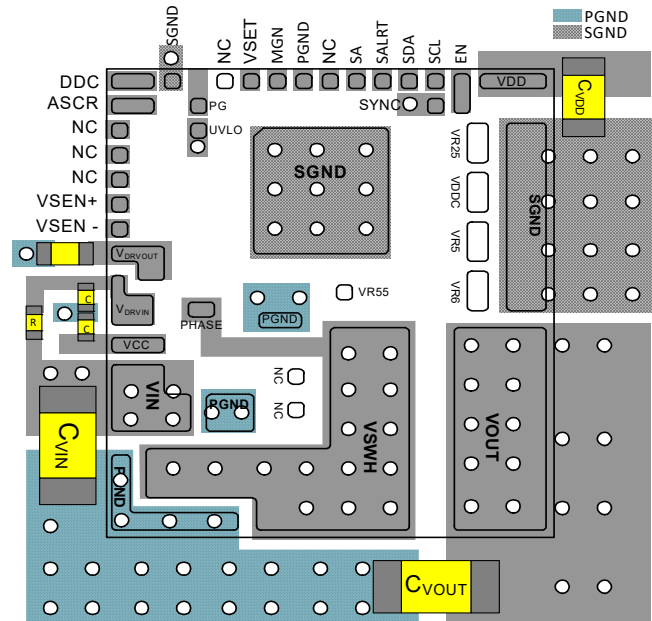 PGND
SGND
SGND
NC
VSET
MGN
PGND
NC
SA
SALRT
SDA
SCL
EN
VDD
DDC
ASCR
NC
NC
NC
VSEN+
VSEN -
PG
UVLO
SYNC
CVDD
VR25
VDDC
VR5
VR6
SGND
SGND
VDRVOUT
VDRVIN
C
C
R
VCC
PHASE
PGND
VR55
VIN
PGND
NC
NC
VSWH
VOUT
CVIN
PGND
CVOUT